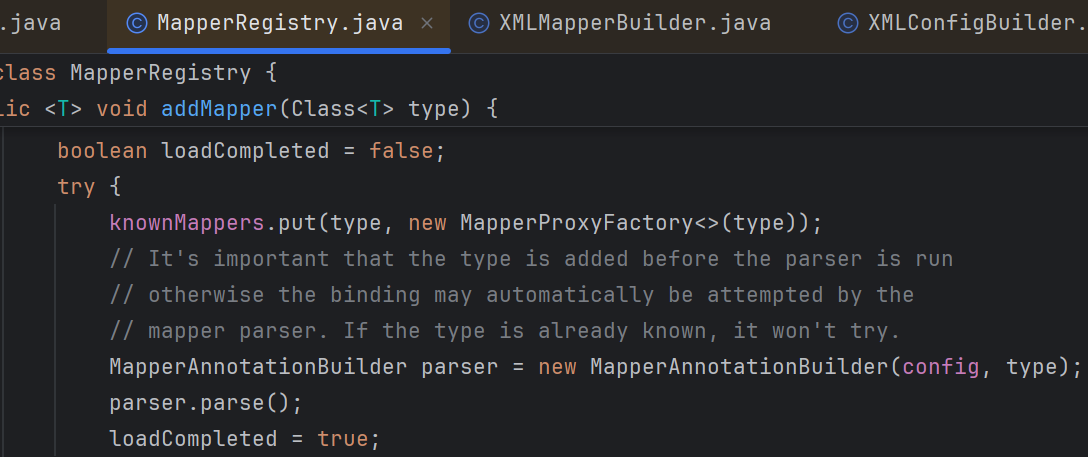 .java MapperRegistry.java XMLMapperBuilder.java XMLConfigBuilder.
class MapperRegistry {
lic <T> void addMapper(Class<T> type) {
boolean loadCompleted = false;
try {
knownMappers.put(type, new MapperProxyFactory<>(type));
// It's important that the type is added before the parser is run
// otherwise the binding may automatically be attempted by the
// mapper parser. If the type is already known, it won't try.
MapperAnnotationBuilder parser = new MapperAnnotationBuilder(config, type);
parser.parse();
loadCompleted = true;